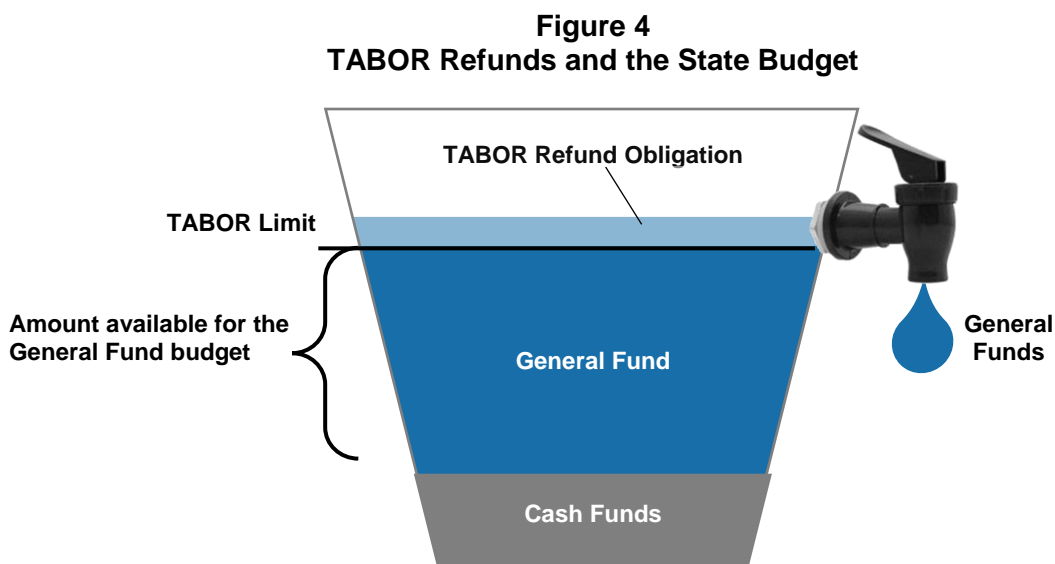 Figure 4
TABOR Refunds and the State Budget
TABOR Refund Obligation
TABOR Limit
Amount available for the
General Fund budget
General Fund
General
Funds
Cash Funds